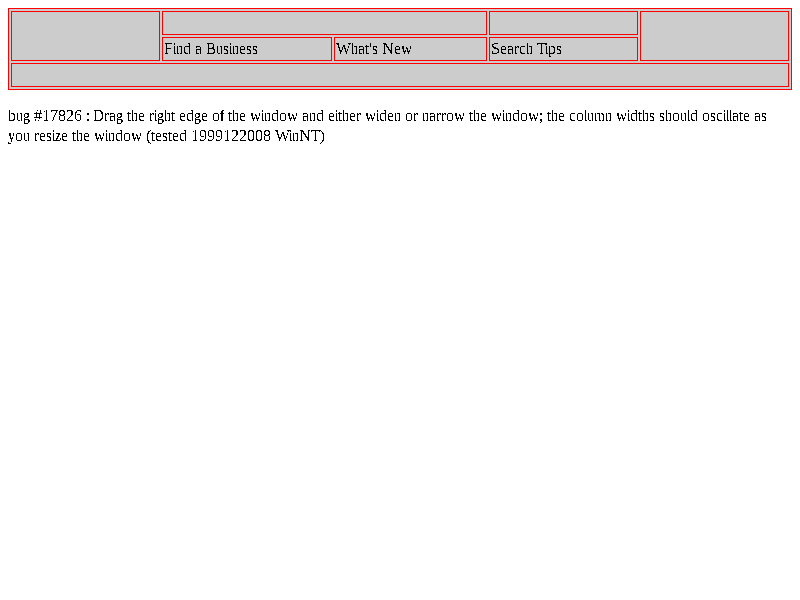 Find a Business What's New Search Tips
bug #17826 : Drag the right edge of the window and either widen or narrow the window; the column widths should oscillate as
you resize the window (tested 1999122008 WinNT)